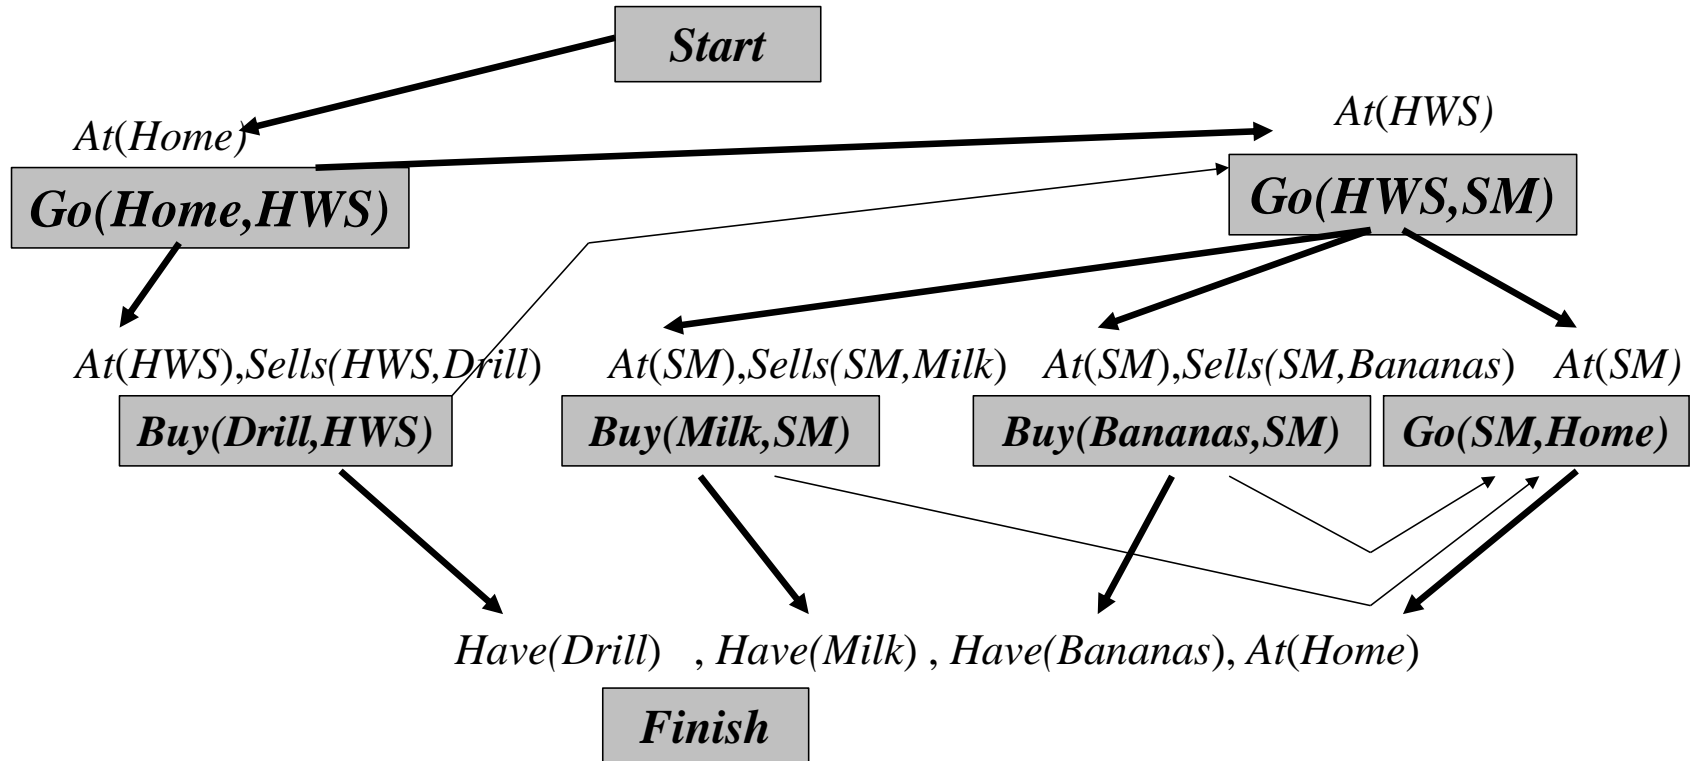 Start
At(Home)
At(HWS)
Go(Home,HWS)
Go(HWS,SM)
At(HWS),Sells(HWS,Drill)
At(SM),Sells(SM,Milk)
At(SM),Sells(SM,Bananas)
At(SM)
Buy(Drill,HWS)
Buy(Milk,SM)
Buy(Bananas,SM)
Go(SM,Home)
Have(Drill) , Have(Milk) , Have(Bananas), At(Home)
Finish